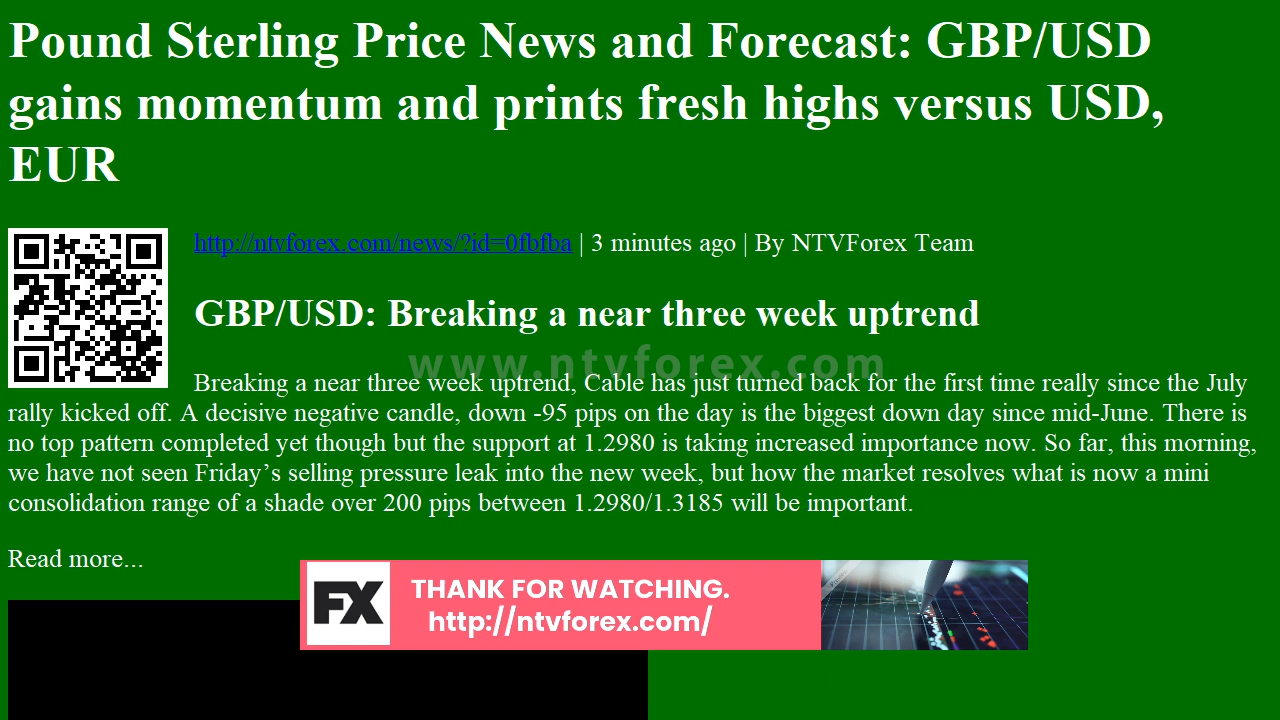 Pound Sterling Price News and Forecast: GBP/USD
gains momentum and prints fresh highs versus USD,
EUR
http://ntvforex.com/news/?id=0fbfba | 3 minutes ago | By NTVForex Team
GBP/USD: Breaking a near three week uptrend
www.ntvforex.com
Breaking a near three week uptrend, Cable has just turned back for the first time really since the July
rally kicked off. A decisive negative candle, down -95 pips on the day is the biggest down day since mid-June. There is
no top pattern completed yet though but the support at 1.2980 is taking increased importance now. So far, this morning,
we have not seen Friday’s selling pressure leak into the new week, but how the market resolves what is now a mini
consolidation range of a shade over 200 pips between 1.2980/1.3185 will be important.
Read more...
FX
THANK FOR WATCHING.
http://ntvforex.com/